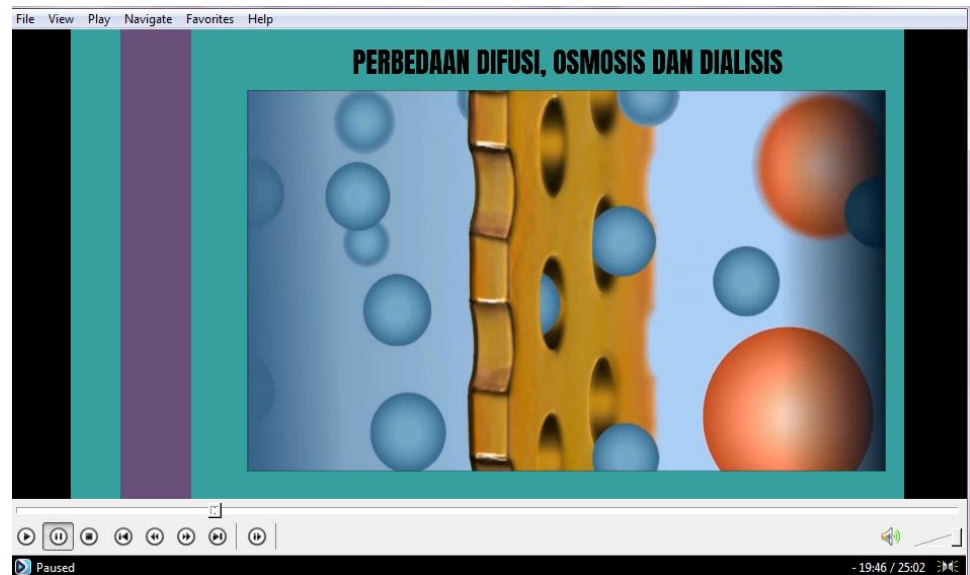 File View Play Navigate Favorites Help
PERBEDAAN DIFUSI, OSMOSIS DAN DIALISIS
Paused
- 19:46 / 25:02